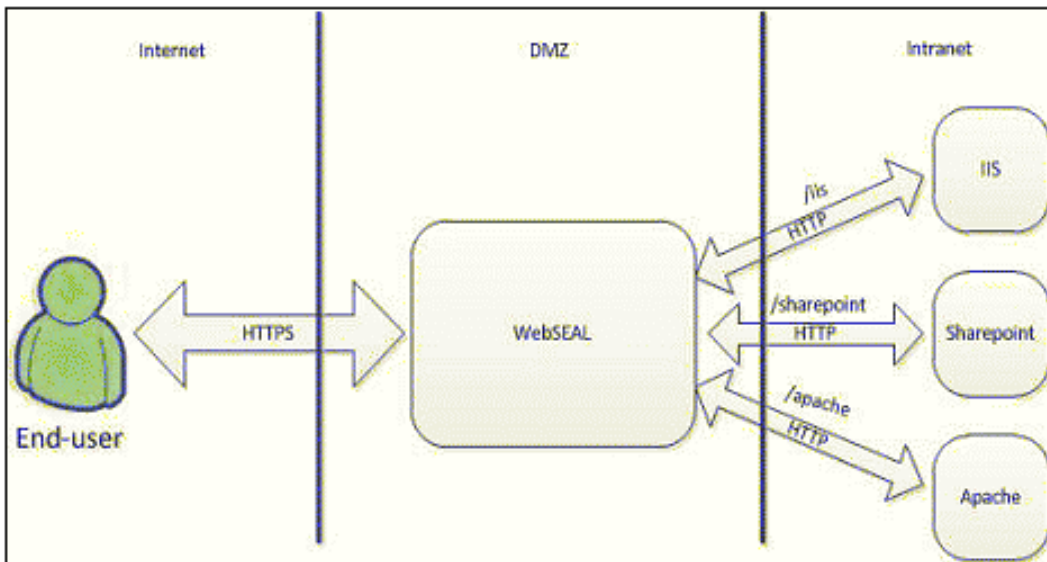 Internet
DMZ
Intranet
IIS
/iis
HTTP
/sharepoint
HTTPS
WebSEAL
HTTP
Sharepoint
/apache
HTTP
End-user
Apache